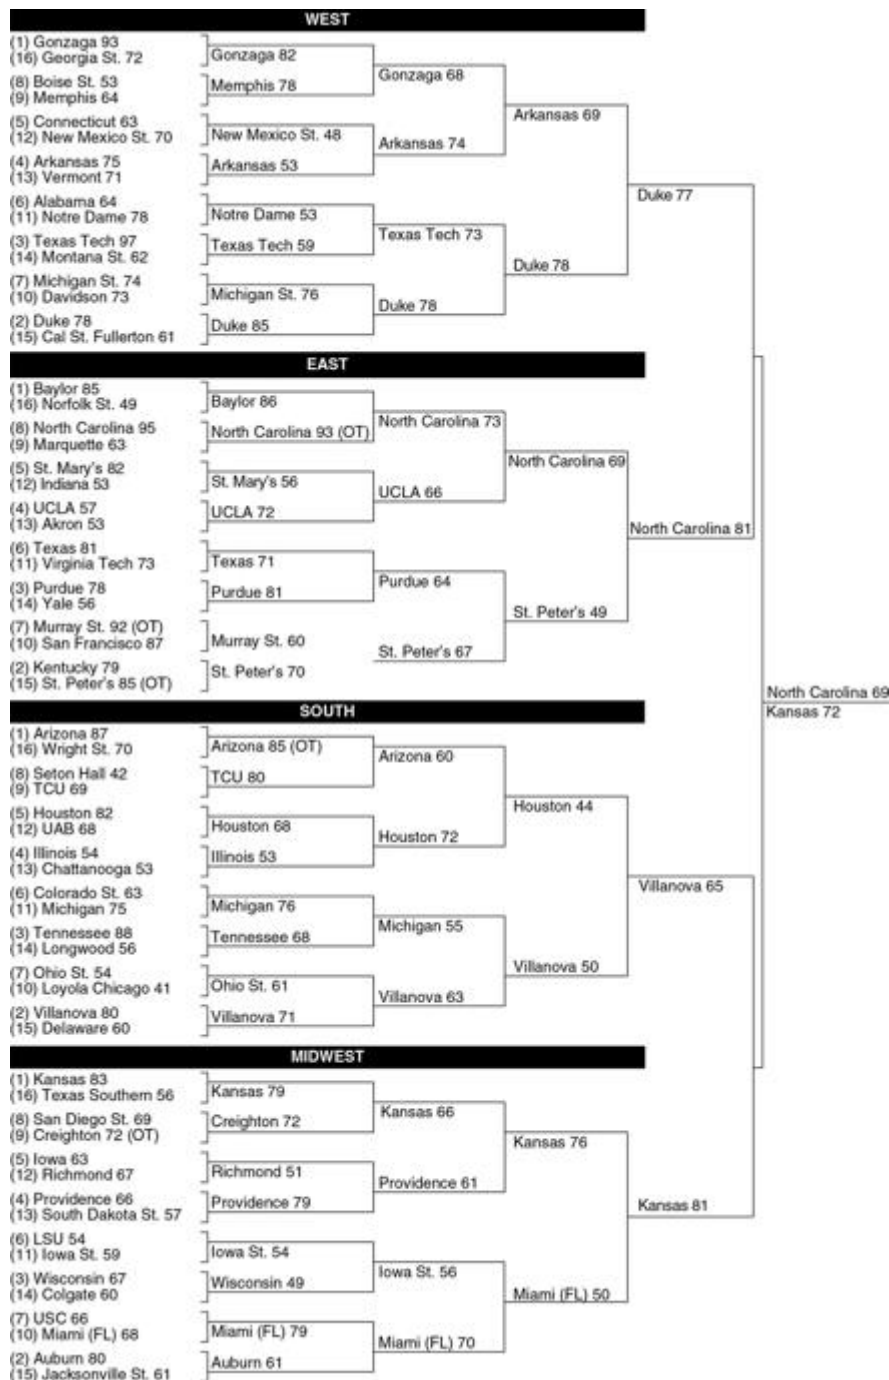 WEST
(1) Gonzaga 93
(16) Georgia St. 72
(8) Boise St. 53
(9) Memphis 64
(5) Connecticut 63
(12) New Mexico St. 70
(4) Arkansas 75
(13) Vermont 71
(6) Alabama 64
(11) Notre Dame 78
(3) Texas Tech 97
(14) Montana St. 62
(7) Michigan St. 74
(10) Davidson 73
(2) Duke 78
(15) Cal St. Fullerton 61
Gonzaga 82
Memphis 78
New Mexico St. 48
Arkansas 53
Notre Dame 53
Texas Tech 59
Michigan St. 76
Duke 85
Gonzaga 68
Arkansas 74
Texas Tech 73
Duke 78
Arkansas 69
Duke 78
Duke 77
EAST
(1) Baylor 85
(16) Norfolk St. 49
(8) North Carolina 95
(9) Marquette 63
(5) St. Mary's 82
(12) Indiana 53
(4) UCLA 57
(13) Akron 53
(6) Texas 81
(11) Virginia Tech 73
(3) Purdue 78
(14) Yale 56
(7) Murray St. 92 (OT)
(10) San Francisco 87
(2) Kentucky 79
(15) St. Peter's 85 (OT)
Baylor 86
North Carolina 93 (OT)
St. Mary's 56
UCLA 72
Texas 71
Purdue 81
Murray St. 60
St. Peter's 70
North Carolina 73
UCLA 66
Purdue 64
St. Peter's 67
North Carolina 69
St. Peter's 49
North Carolina 81
SOUTH
(1) Arizona 87
(16) Wright St. 70
(8) Seton Hall 42
(9) TCU 69
(5) Houston 82
(12) UAB 68
(4) Illinois 54
(13) Chattanooga 53
(6) Colorado St. 63
(11) Michigan 75
(3) Tennessee 88
(14) Longwood 56
(7) Ohio St. 54
(10) Loyola Chicago 41
(2) Villanova 80
(15) Delaware 60
Arizona 85 (OT)
TCU 80
Houston 68
Illinois 53
Michigan 76
Tennessee 68
Ohio St. 61
Villanova 71
Arizona 60
Houston 72
Michigan 55
Villanova 63
Houston 44
Villanova 50
Villanova 65
MIDWEST
(1) Kansas 83
(16) Texas Southern 56
(8) San Diego St. 69
(9) Creighton 72 (OT)
(5) Iowa 63
(12) Richmond 67
(4) Providence 66
(13) South Dakota St. 57
(6) LSU 54
(11) Iowa St. 59
(3) Wisconsin 67
(14) Colgate 60
(7) USC 66
(10) Miami (FL) 68
(2) Auburn 80
(15) Jacksonville St. 61
Kansas 79
Creighton 72
Richmond 51
Providence 79
Iowa St. 54
Wisconsin 49
Miami (FL) 79
Auburn 61
Kansas 66
Providence 61
Iowa St. 56
Miami (FL) 70
Kansas 76
Miami (FL) 50
Kansas 81
North Carolina 69
Kansas 72